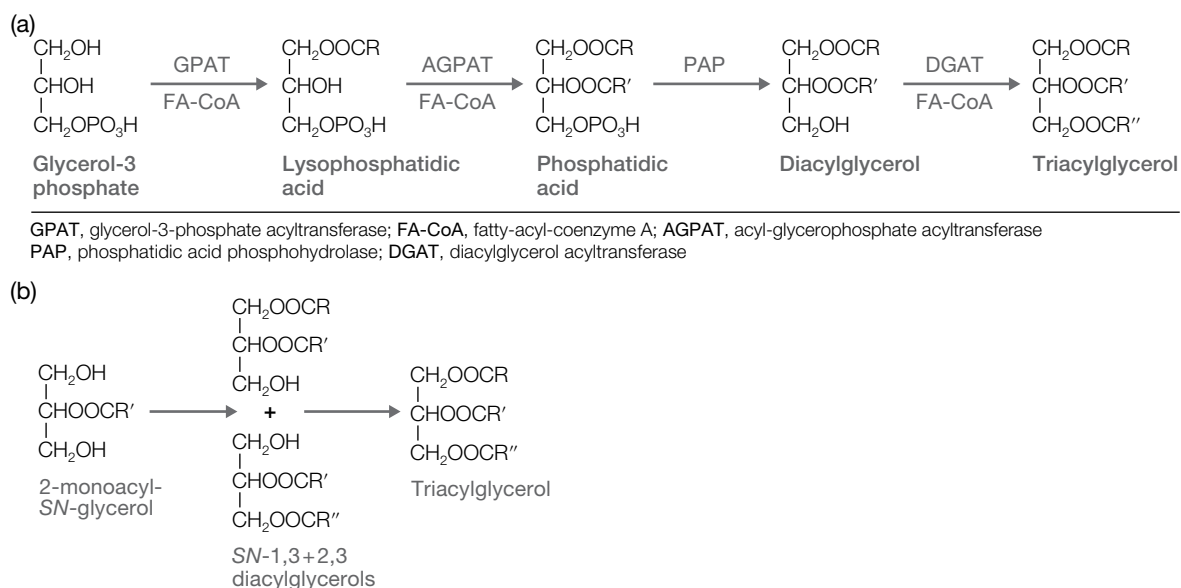 (a)
CH₂OH
CHOH
CH₂OPO₃H
Glycerol-3
phosphate
GPAT
FA-CoA
CH₂OOCR
CHOH
CH₂OPO₃H
Lysophosphatidic
acid
AGPAT
FA-CoA
CH₂OOCR
CHOOCR′
CH₂OPO₃H
Phosphatidic
acid
PAP
CH₂OOCR
CHOOCR′
CH₂OH
Diacylglycerol
DGAT
FA-CoA
CH₂OOCR
CHOOCR′
CH₂OOCR″
Triacylglycerol
GPAT, glycerol-3-phosphate acyltransferase; FA-CoA, fatty-acyl-coenzyme A; AGPAT, acyl-glycerophosphate acyltransferase
PAP, phosphatidic acid phosphohydrolase; DGAT, diacylglycerol acyltransferase
(b)
CH₂OH
CHOOCR′
CH₂OH
2-monoacyl-
SN-glycerol
CH₂OOCR
CHOOCR′
CH₂OH
+
CH₂OH
CHOOCR′
CH₂OOCR″
SN-1,3+2,3
diacylglycerols
CH₂OOCR
CHOOCR′
CH₂OOCR″
Triacylglycerol